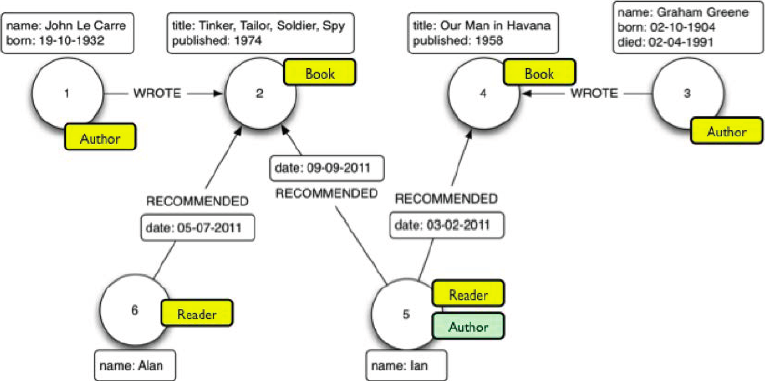 name: John Le Carre
born: 19-10-1932
title: Tinker, Tailor, Soldier, Spy
published: 1974
title: Our Man in Havana
published: 1958
name: Graham Greene
born: 02-10-1904
died: 02-04-1991
1
WROTE
2
Book
4
Book
WROTE
3
Author
Author
date: 09-09-2011
RECOMMENDED
RECOMMENDED
RECOMMENDED
date: 05-07-2011
date: 03-02-2011
6
Reader
5
Reader
Author
name: Alan
name: Ian